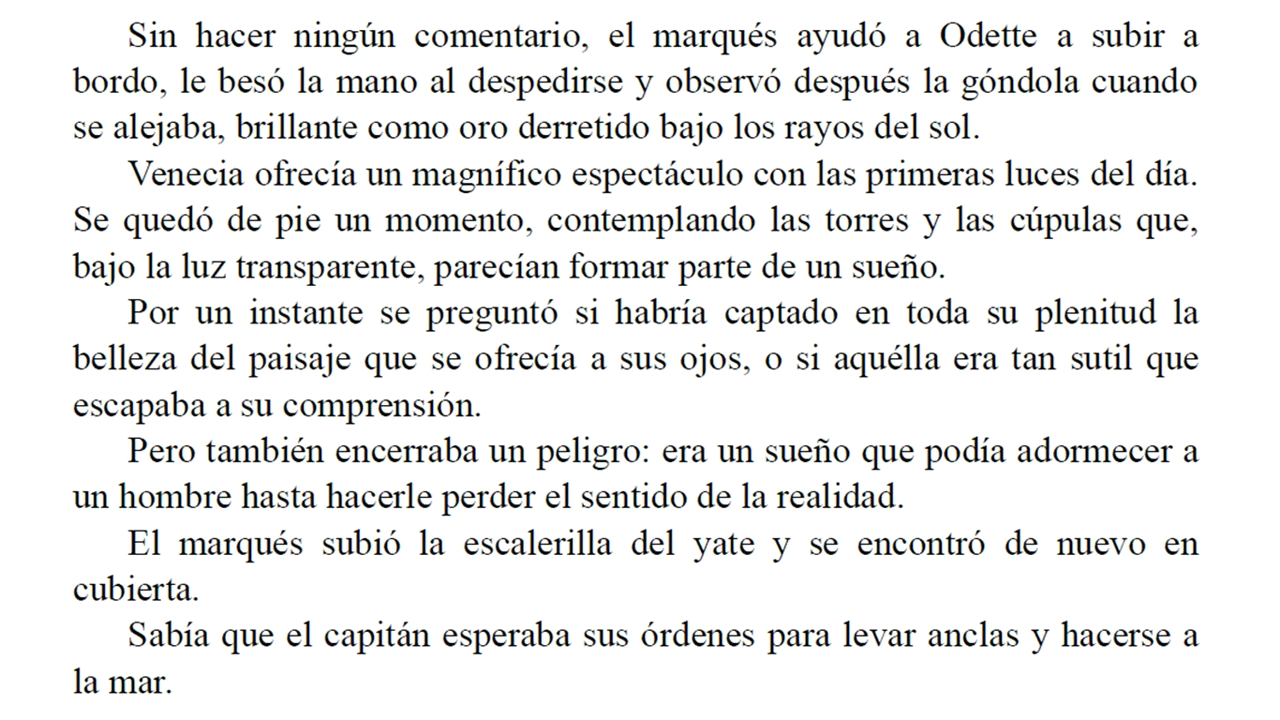 Sin hacer ningún comentario, el marqués ayudó a Odette a subir a
bordo, le besó la mano al despedirse y observó después la góndola cuando
se alejaba, brillante como oro derretido bajo los rayos del sol.
Venecia ofrecía un magnífico espectáculo con las primeras luces del día.
Se quedó de pie un momento, contemplando las torres y las cúpulas que,
bajo la luz transparente, parecían formar parte de un sueño.
Por un instante se preguntó si habría captado en toda su plenitud la
belleza del paisaje que se ofrecía a sus ojos, o si aquélla era tan sutil que
escapaba a su comprensión.
Pero también encerraba un peligro: era un sueño que podía adormecer a
un hombre hasta hacerle perder el sentido de la realidad.
El marqués subió la escalerilla del yate y se encontró de nuevo en
cubierta.
Sabía que el capitán esperaba sus órdenes para levar anclas y hacerse a
la mar.